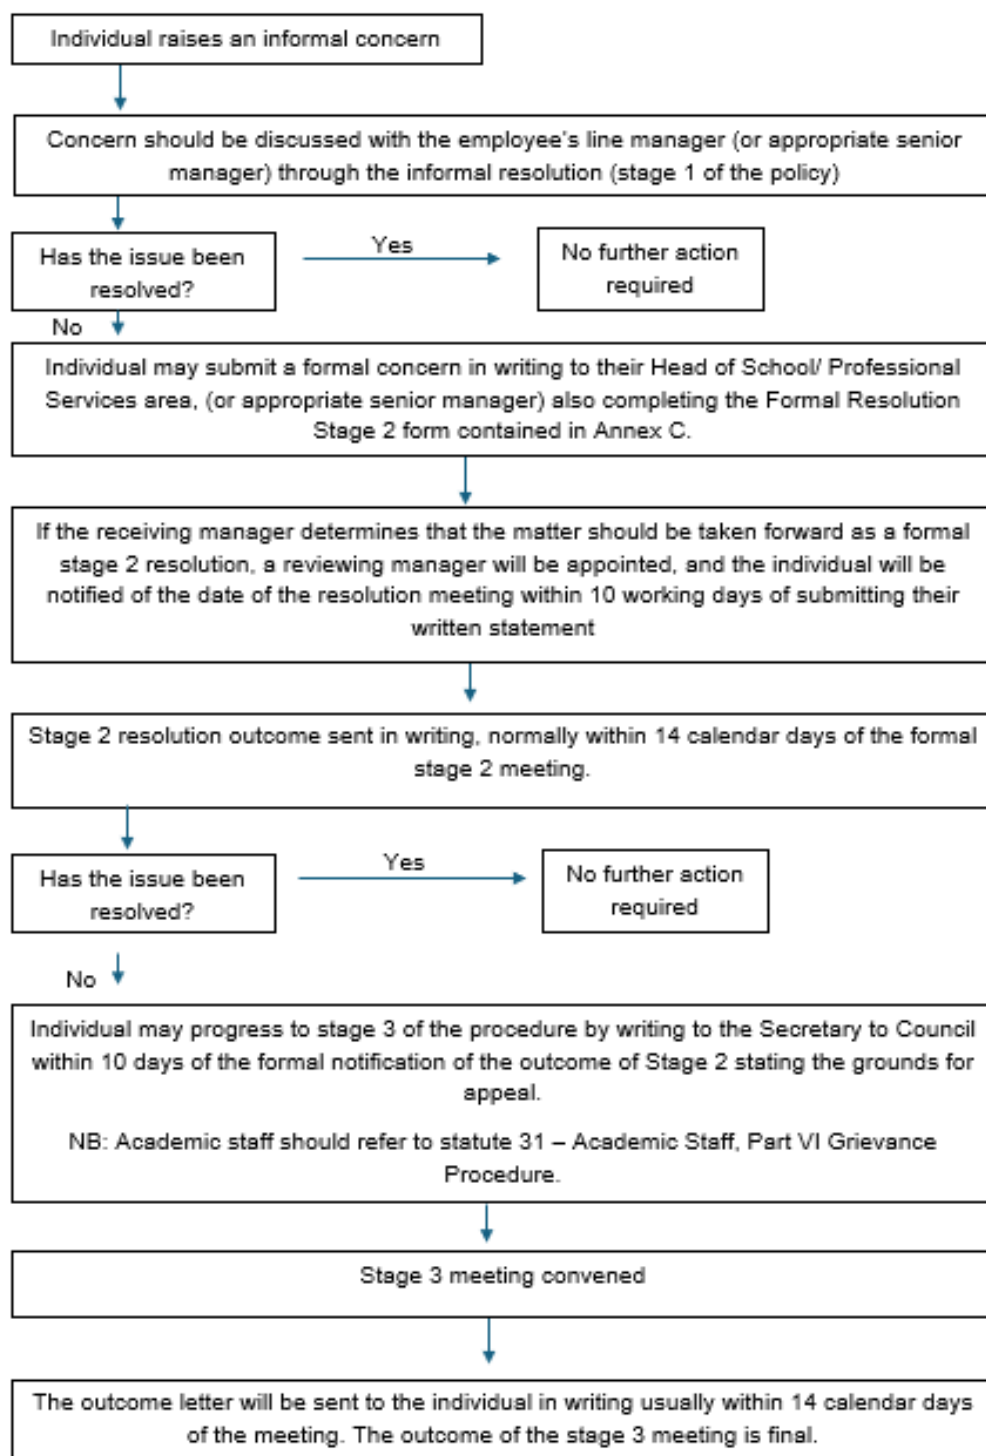 Individual raises an informal concern
Concern should be discussed with the employee's line manager (or appropriate senior
manager) through the informal resolution (stage 1 of the policy)
Has the issue been
resolved?
Yes
No further action
required
No
Individual may submit a formal concern in writing to their Head of School/ Professional
Services area, (or appropriate senior manager) also completing the Formal Resolution
Stage 2 form contained in Annex C.
If the receiving manager determines that the matter should be taken forward as a formal
stage 2 resolution, a reviewing manager will be appointed, and the individual will be
notified of the date of the resolution meeting within 10 working days of submitting their
written statement
Stage 2 resolution outcome sent in writing, normally within 14 calendar days of the formal
stage 2 meeting.
Has the issue been
resolved?
Yes
No further action
required
No
Individual may progress to stage 3 of the procedure by writing to the Secretary to Council
within 10 days of the formal notification of the outcome of Stage 2 stating the grounds for
appeal.
NB: Academic staff should refer to statute 31 – Academic Staff, Part VI Grievance
Procedure.
Stage 3 meeting convened
The outcome letter will be sent to the individual in writing usually within 14 calendar days
of the meeting. The outcome of the stage 3 meeting is final.